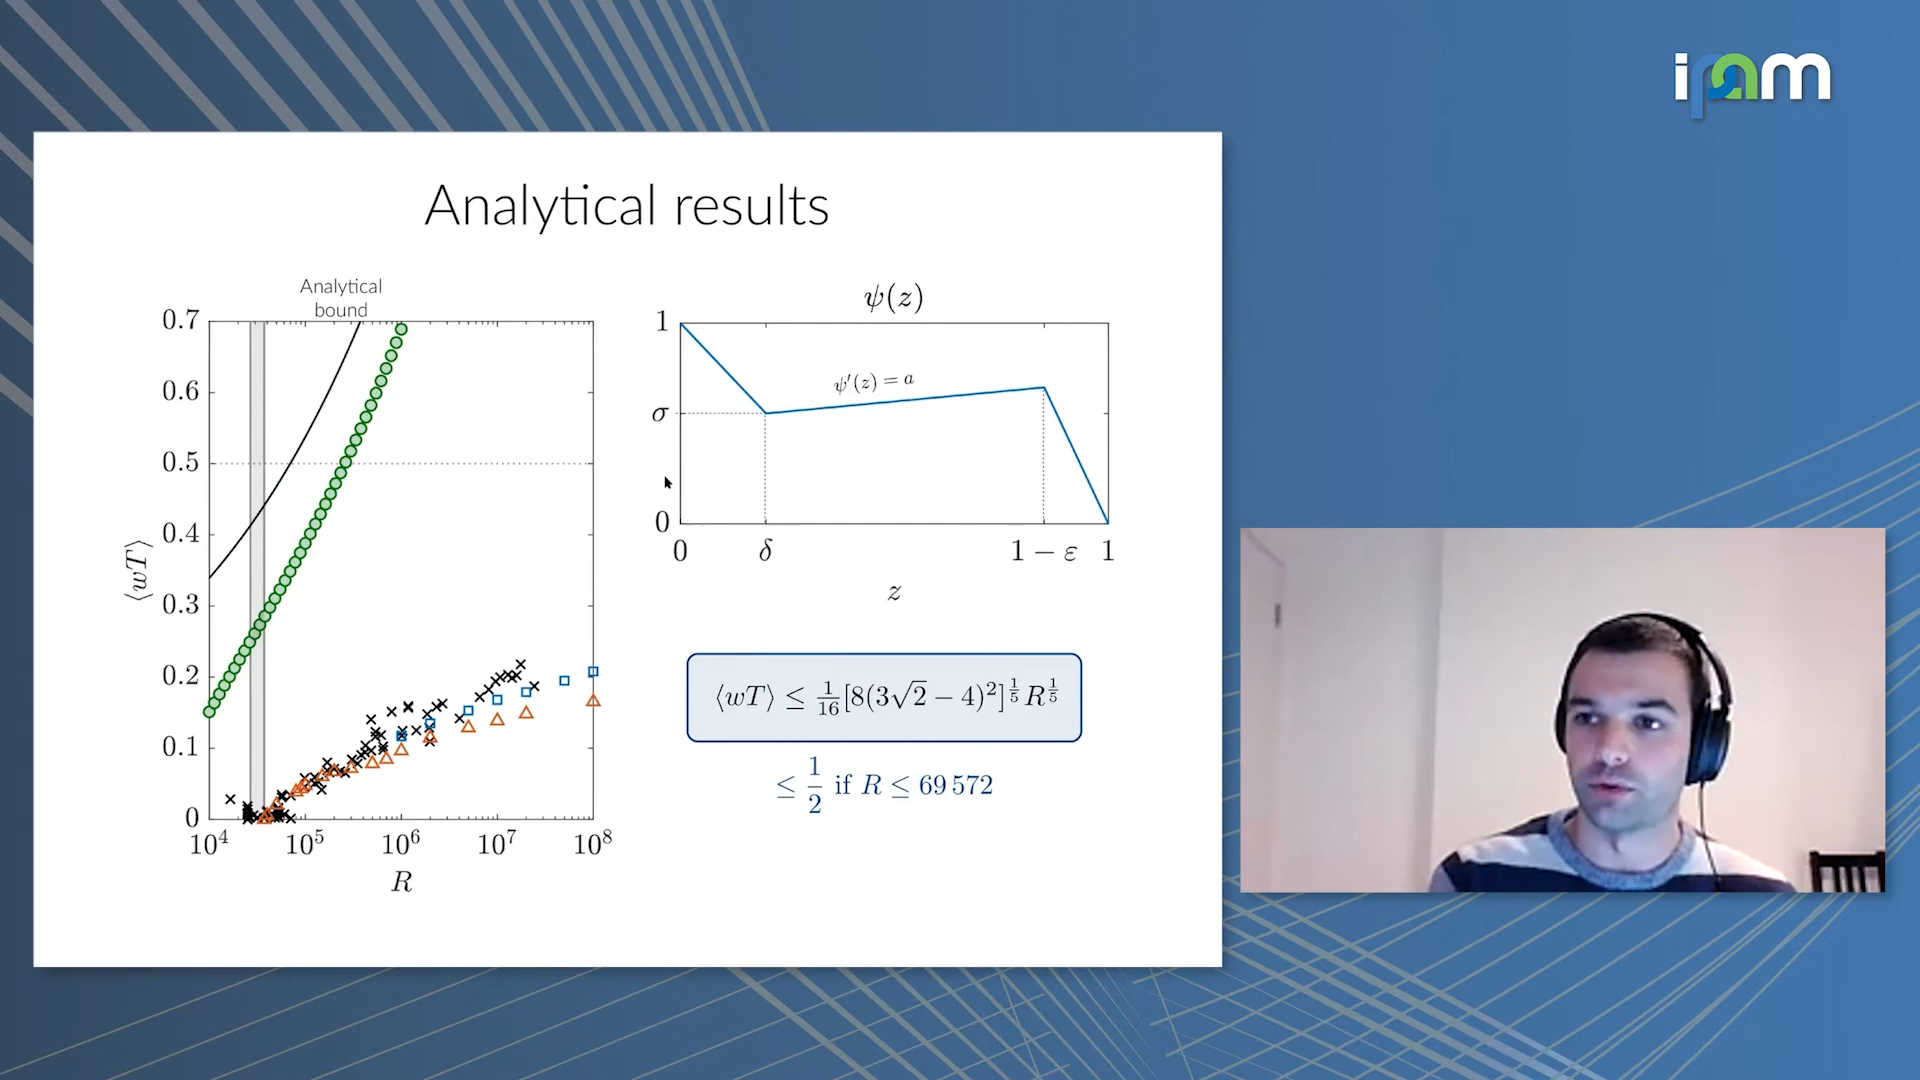 ipam
Analytical results
Analytical
bound
0.7
0.6
0.5
0.4
0.3
0.2
0.1
0
⟨wT⟩
10⁴ 10⁵ 10⁶ 10⁷ 10⁸
R
ψ(z)
1
σ
0
ψ′(z) = a
0 δ 1 − ε 1
z
⟨wT⟩ ≤ 1/16 [8(3√2 − 4)²]^{1/5} R^{1/5}
≤ 1/2 if R ≤ 69 572